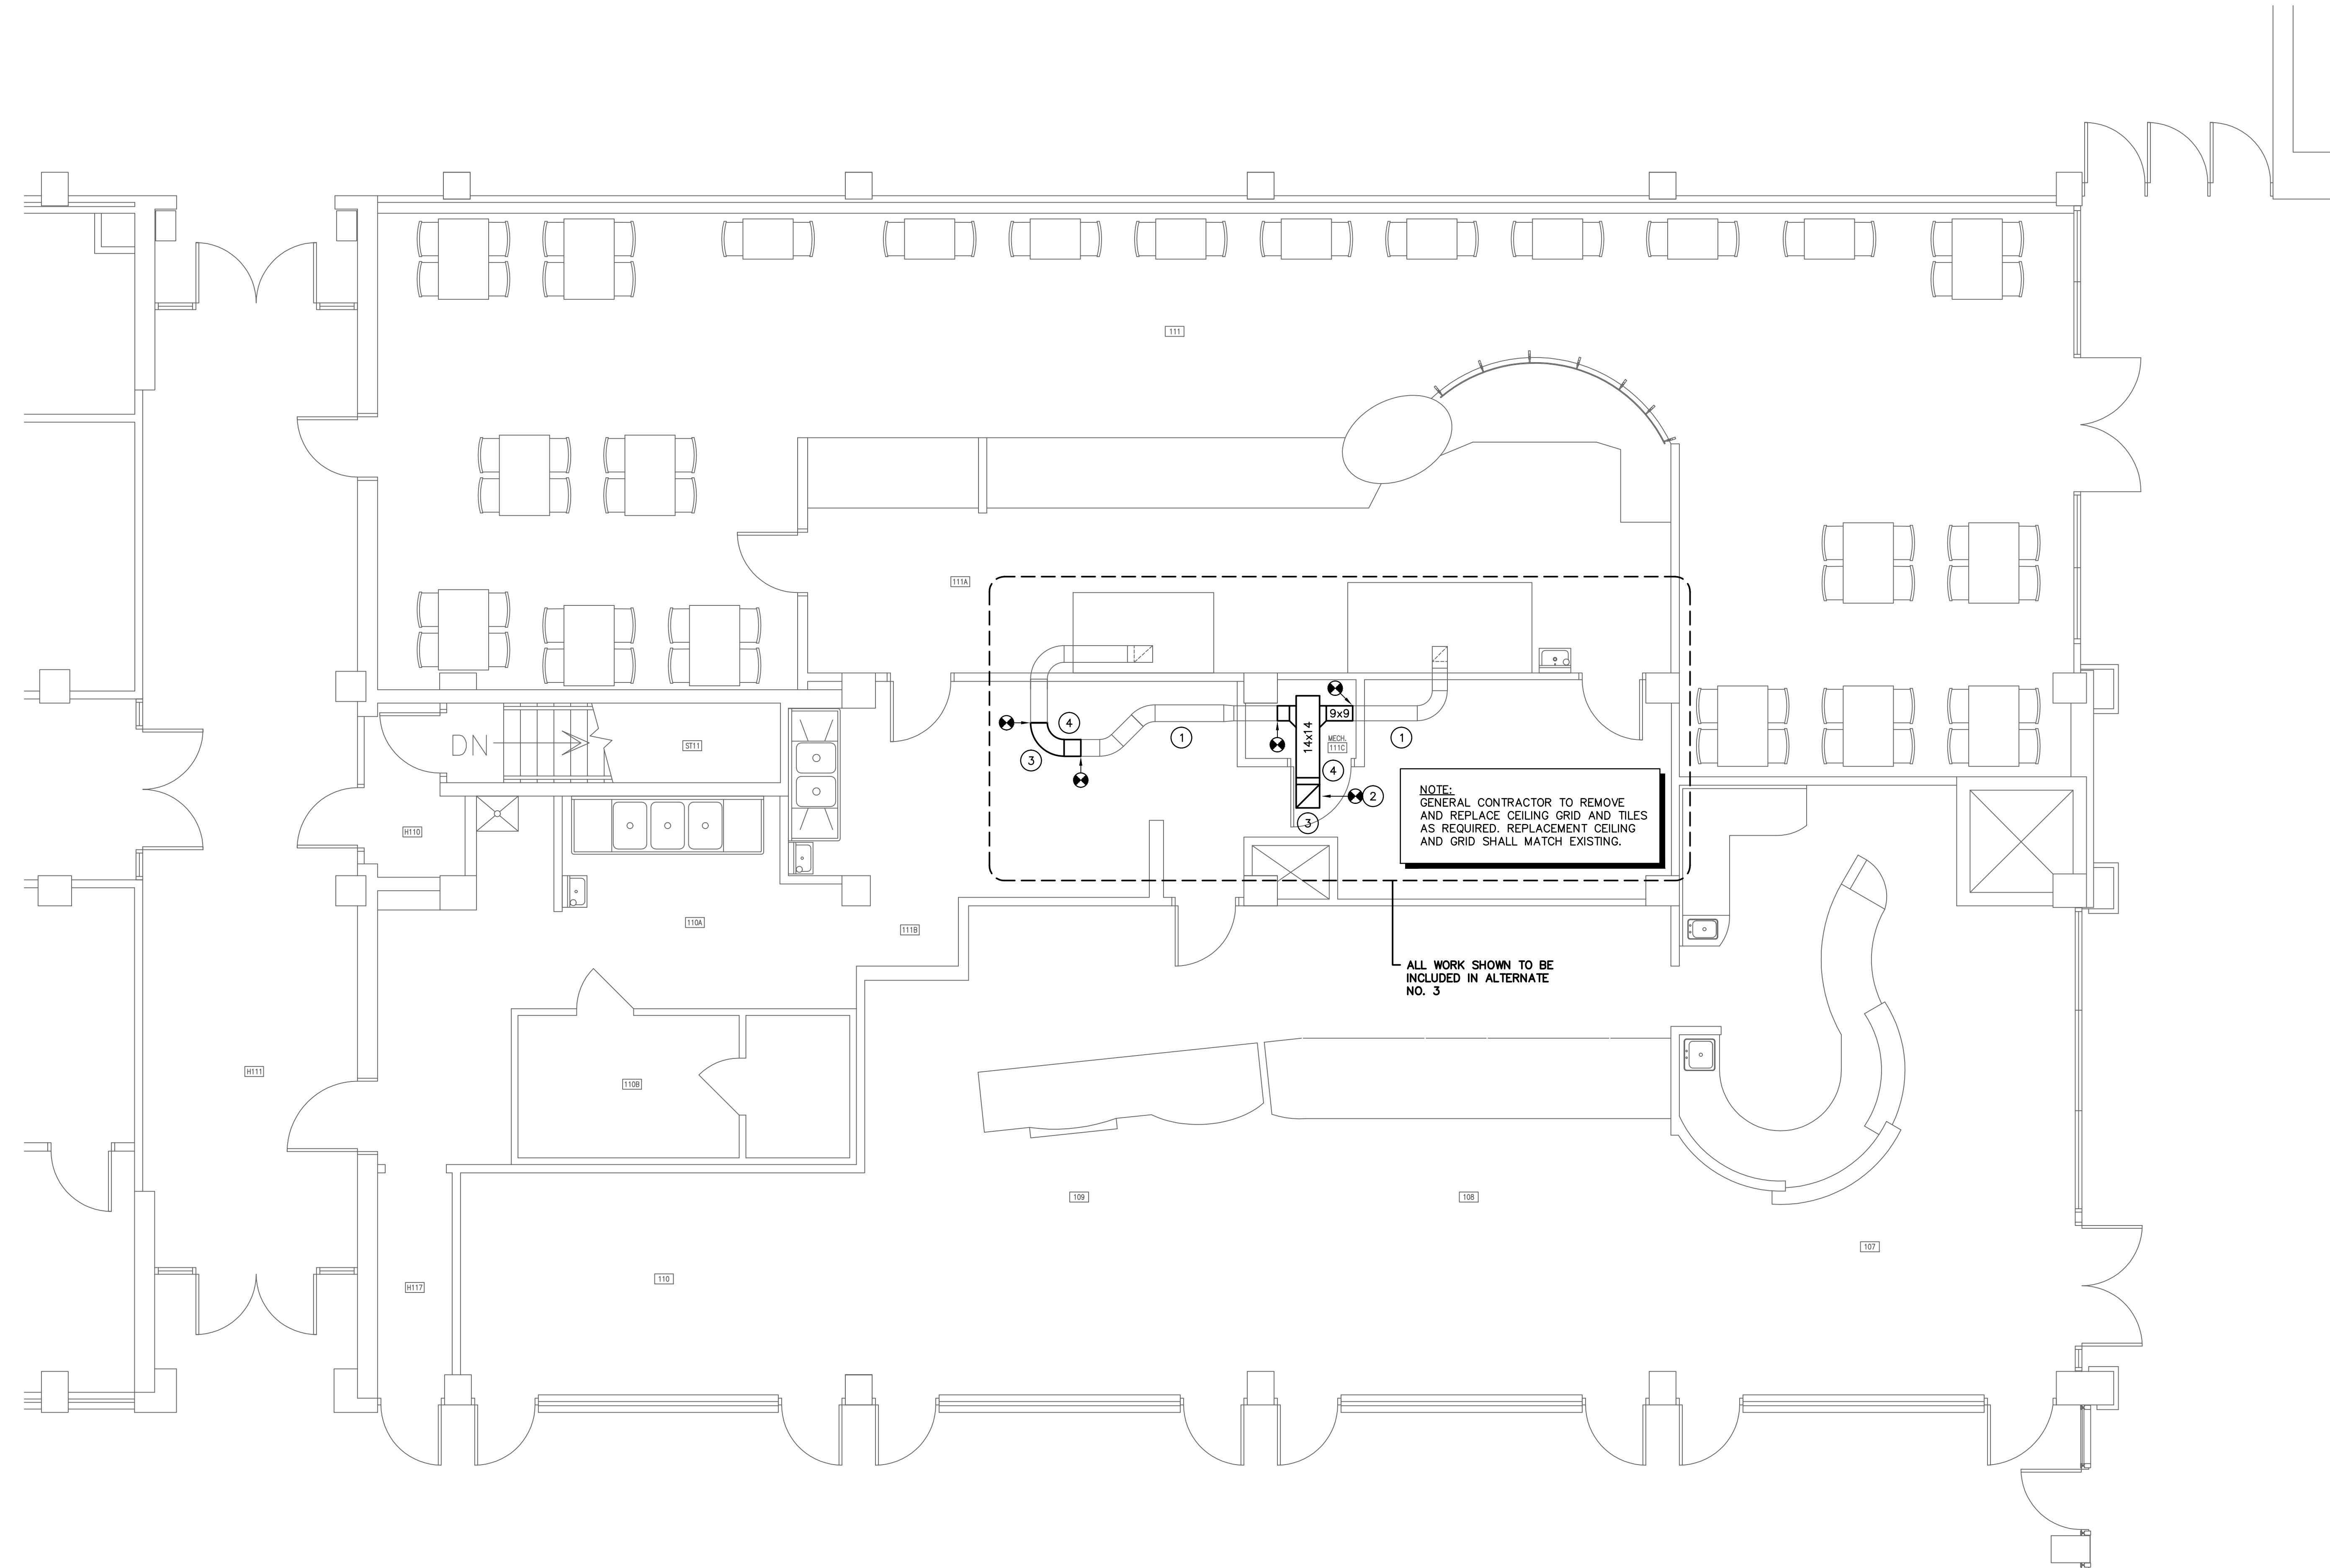 111
111A
4
9x9
14x14
MECH.
111C
1
1
DN
ST11
3
4
2
3
NOTE:
GENERAL CONTRACTOR TO REMOVE
AND REPLACE CEILING GRID AND TILES
AS REQUIRED. REPLACEMENT CEILING
AND GRID SHALL MATCH EXISTING.
H110
110A
111B
ALL WORK SHOWN TO BE
INCLUDED IN ALTERNATE
NO. 3
H111
110B
109
108
107
110
H117